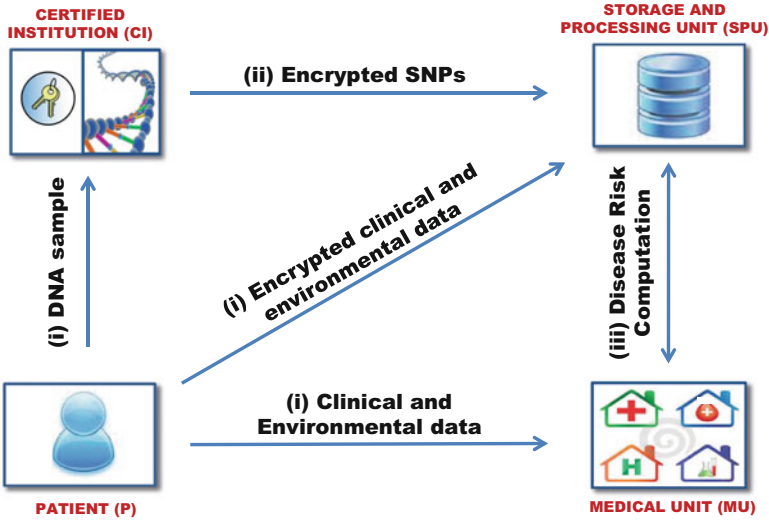 CERTIFIED
INSTITUTION (CI)
STORAGE AND
PROCESSING UNIT (SPU)
(ii) Encrypted SNPs
(i) DNA sample
(i) Encrypted clinical and
environmental data
(iii) Disease Risk
Computation
(i) Clinical and
Environmental data
H
PATIENT (P)
MEDICAL UNIT (MU)